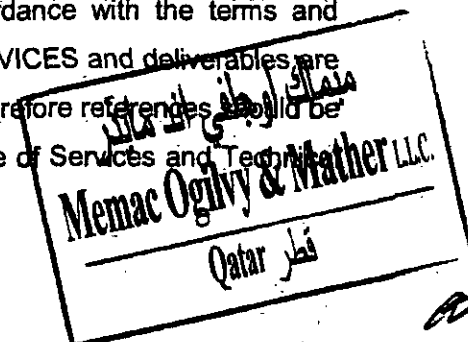 dance with the terms and
VICES and deliverables are
refore references should be
e of Services and Technical
مماك أوجلفي أند ماذر
Memac Ogilvy & Mather L.L.C.
Qatar قطر